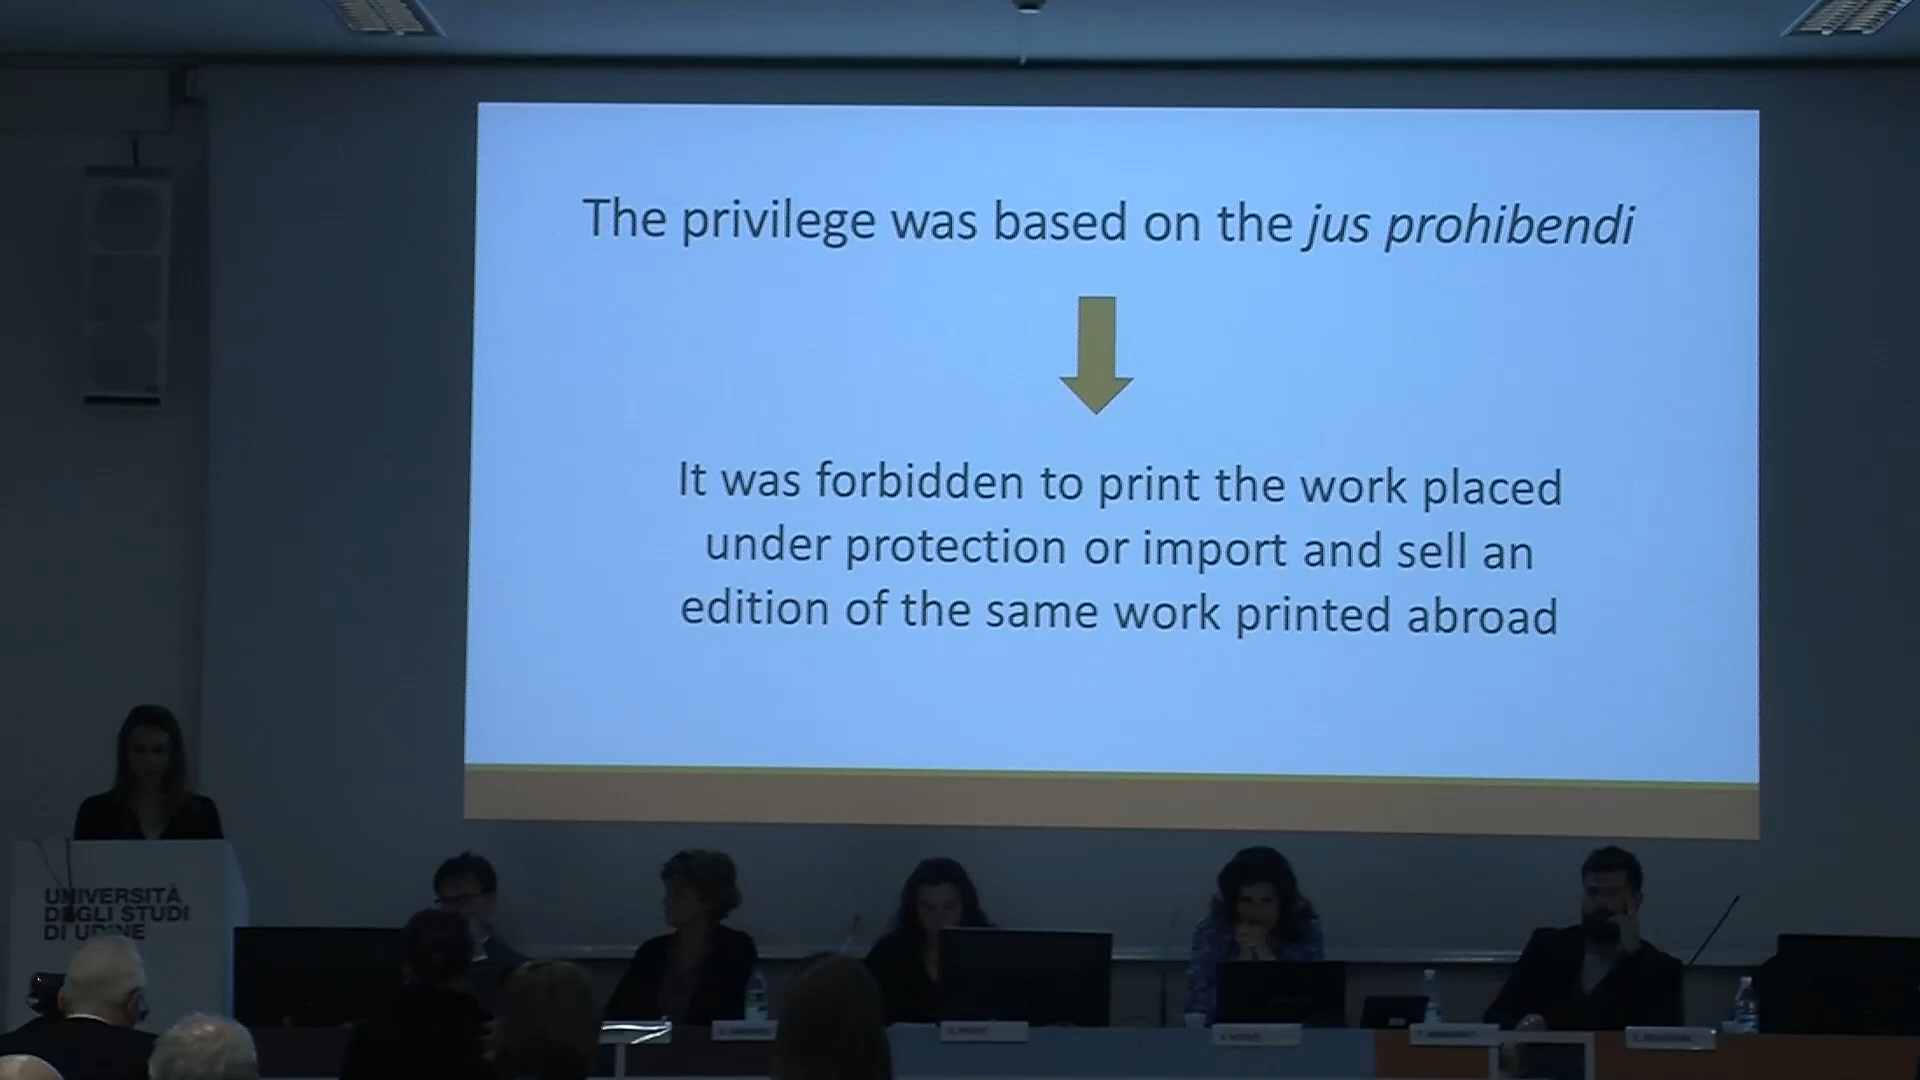 The privilege was based on the jus prohibendi
It was forbidden to print the work placed
under protection or import and sell an
edition of the same work printed abroad
UNIVERSITÀ
DEGLI STUDI
DI UDINE